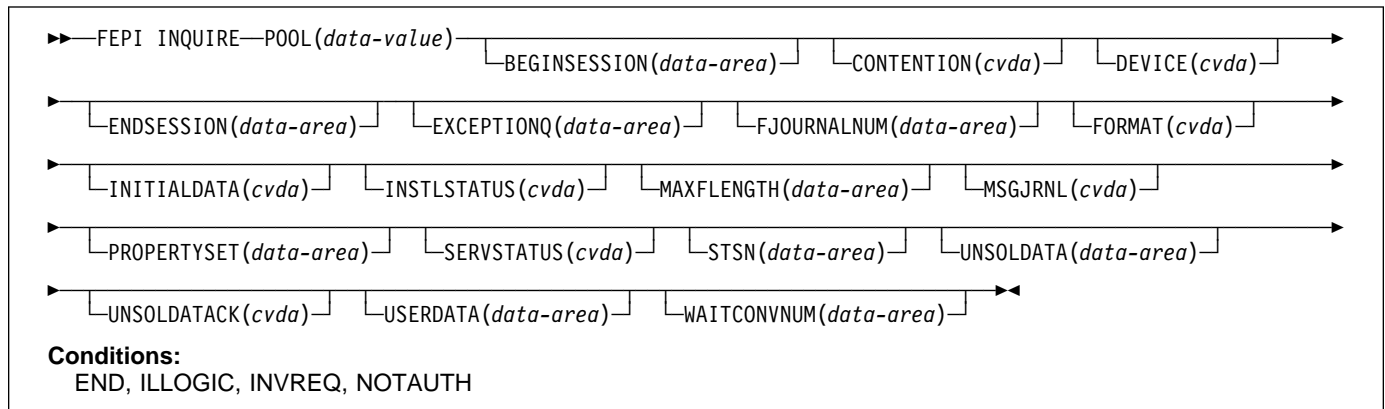 FEPI INQUIRE POOL(data-value)
BEGINSESSION(data-area) CONTENTION(cvda) DEVICE(cvda)
ENDSESSION(data-area) EXCEPTIONQ(data-area) FJOURNALNUM(data-area) FORMAT(cvda)
INITIALDATA(cvda) INSTLSTATUS(cvda) MAXFLENGTH(data-area) MSGJRNL(cvda)
PROPERTYSET(data-area) SERVSTATUS(cvda) STSN(data-area) UNSOLDATA(data-area)
UNSOLDATACK(cvda) USERDATA(data-area) WAITCONVNUM(data-area)
Conditions:
END, ILLOGIC, INVREQ, NOTAUTH